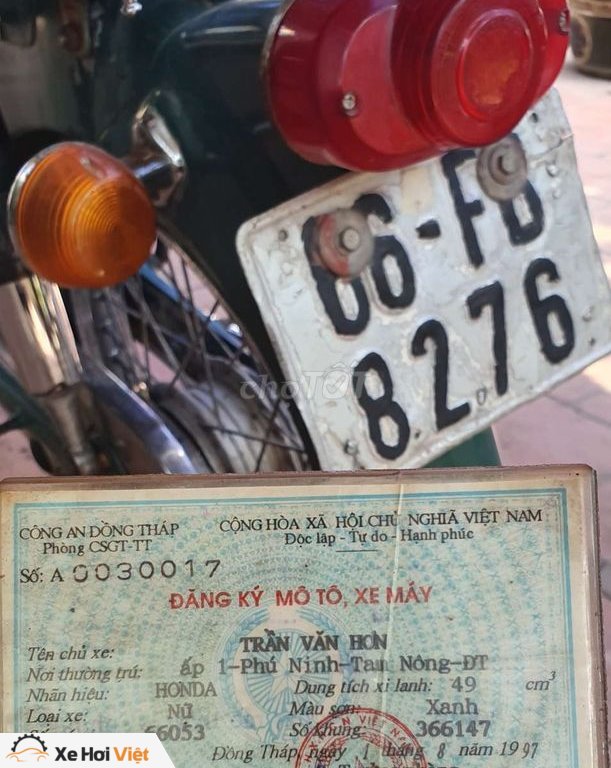 66-FB
8276
choTỐT
CÔNG AN ĐỒNG THÁP
Phòng CSGT-TT
CỘNG HÒA XÃ HỘI CHỦ NGHĨA VIỆT NAM
Độc lập - Tự do - Hạnh phúc
Số: A 0030017
ĐĂNG KÝ MÔ TÔ, XE MÁY
Tên chủ xe: TRẦN VĂN HƠN
Nơi thường trú: ấp 1-Phú Ninh-Tam Nông-ĐT
Nhãn hiệu: HONDA Dung tích xi lanh: 49 cm³
Loại xe: Nữ Màu sơn: Xanh
66053 Số khung: 366147
Đồng Tháp, ngày 1 tháng 8 năm 1997
Xe Hơi Việt